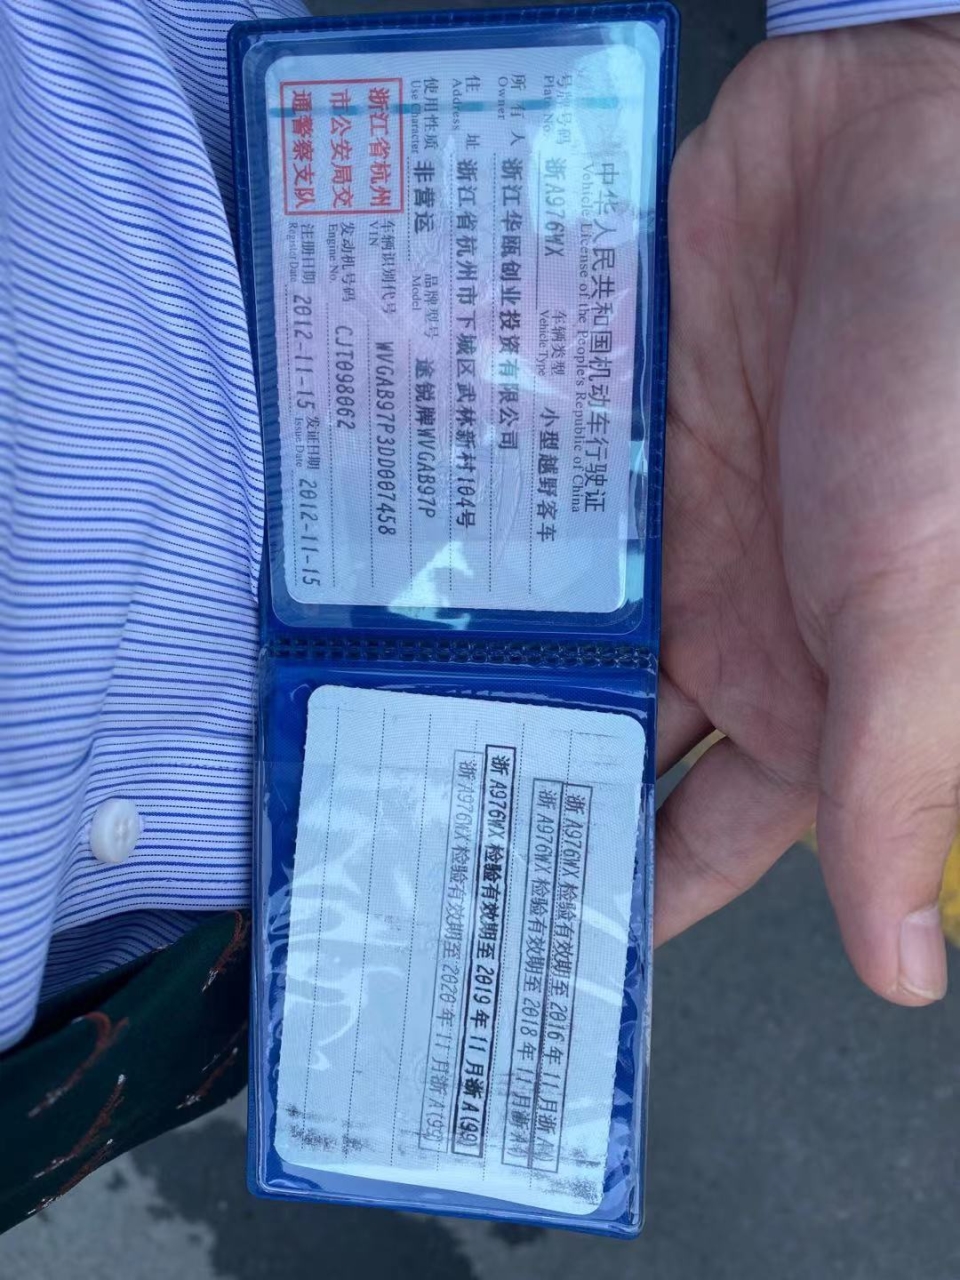 中华人民共和国机动车行驶证
Vehicle License of the People's Republic of China
号牌号码 浙A976WX 车辆类型 小型越野客车
Plate No. Vehicle Type
所有人 浙江华瓯创业投资有限公司
Owner
住址 浙江省杭州市下城区武林新村104号
Address
使用性质 非营运 品牌型号 途锐牌WVGAB97P
Use Character Model
浙江省杭州
市公安局交
通警察支队
车辆识别代号 WVGAB97P3DD007458
VIN
发动机号码 CJT098062
Engine No.
注册日期 2012-11-15 发证日期 2012-11-15
Register Date Issue Date
浙A976WX 检验有效期至2016年11月浙A
浙A976WX 检验有效期至2018年11月浙A
浙A976WX 检验有效期至2019年11月浙A(99)
浙A976WX 检验有效期至2020年11月浙A(99)